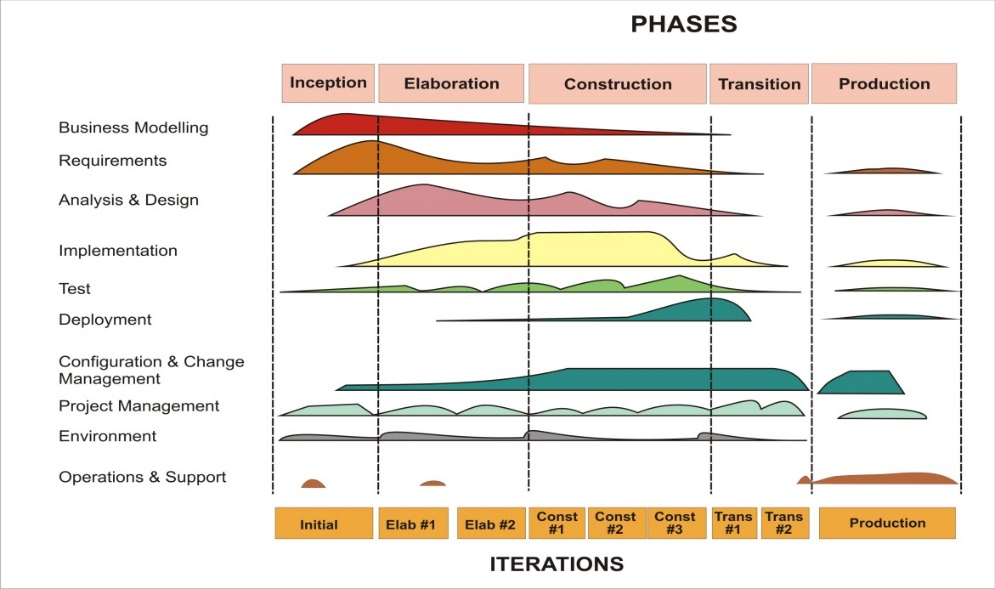 PHASES
Inception Elaboration Construction Transition Production
Business Modelling
Requirements
Analysis & Design
Implementation
Test
Deployment
Configuration & Change
Management
Project Management
Environment
Operations & Support
Initial Elab #1 Elab #2 Const #1 Const #2 Const #3 Trans #1 Trans #2 Production
ITERATIONS